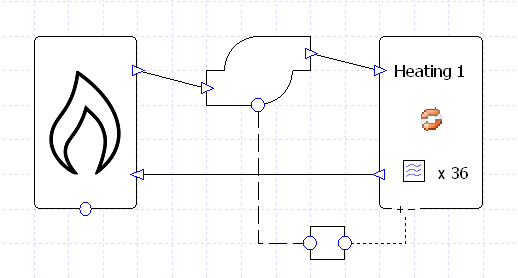 Heating 1
x 36
+